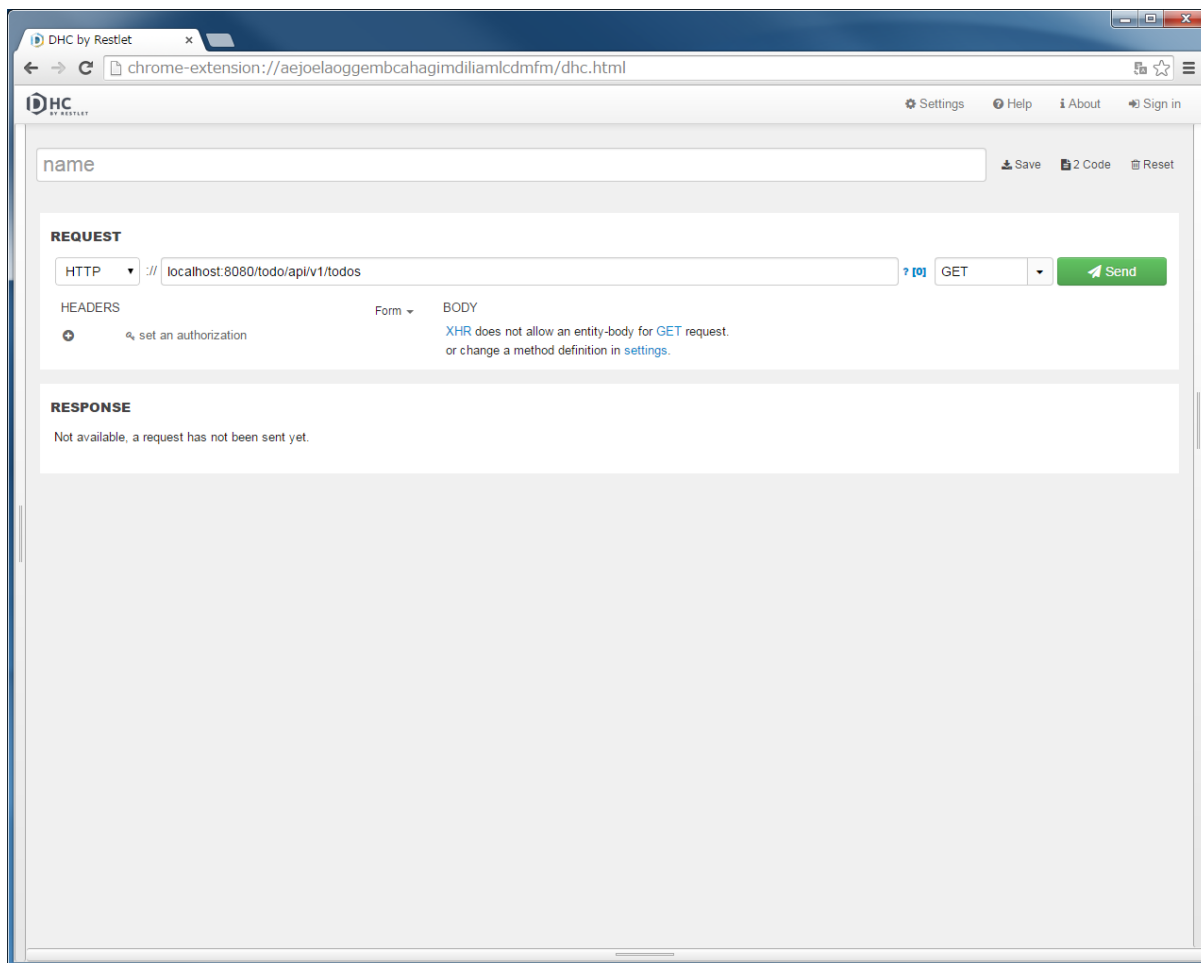 DHC by Restlet
chrome-extension://aejoelaoggembcahagimdiliamlcdmfm/dhc.html
DHC BY RESTLET
Settings Help About Sign in
name
Save 2 Code Reset
REQUEST
HTTP :// localhost:8080/todo/api/v1/todos ? [0] GET Send
HEADERS Form BODY
set an authorization
XHR does not allow an entity-body for GET request.
or change a method definition in settings.
RESPONSE
Not available, a request has not been sent yet.